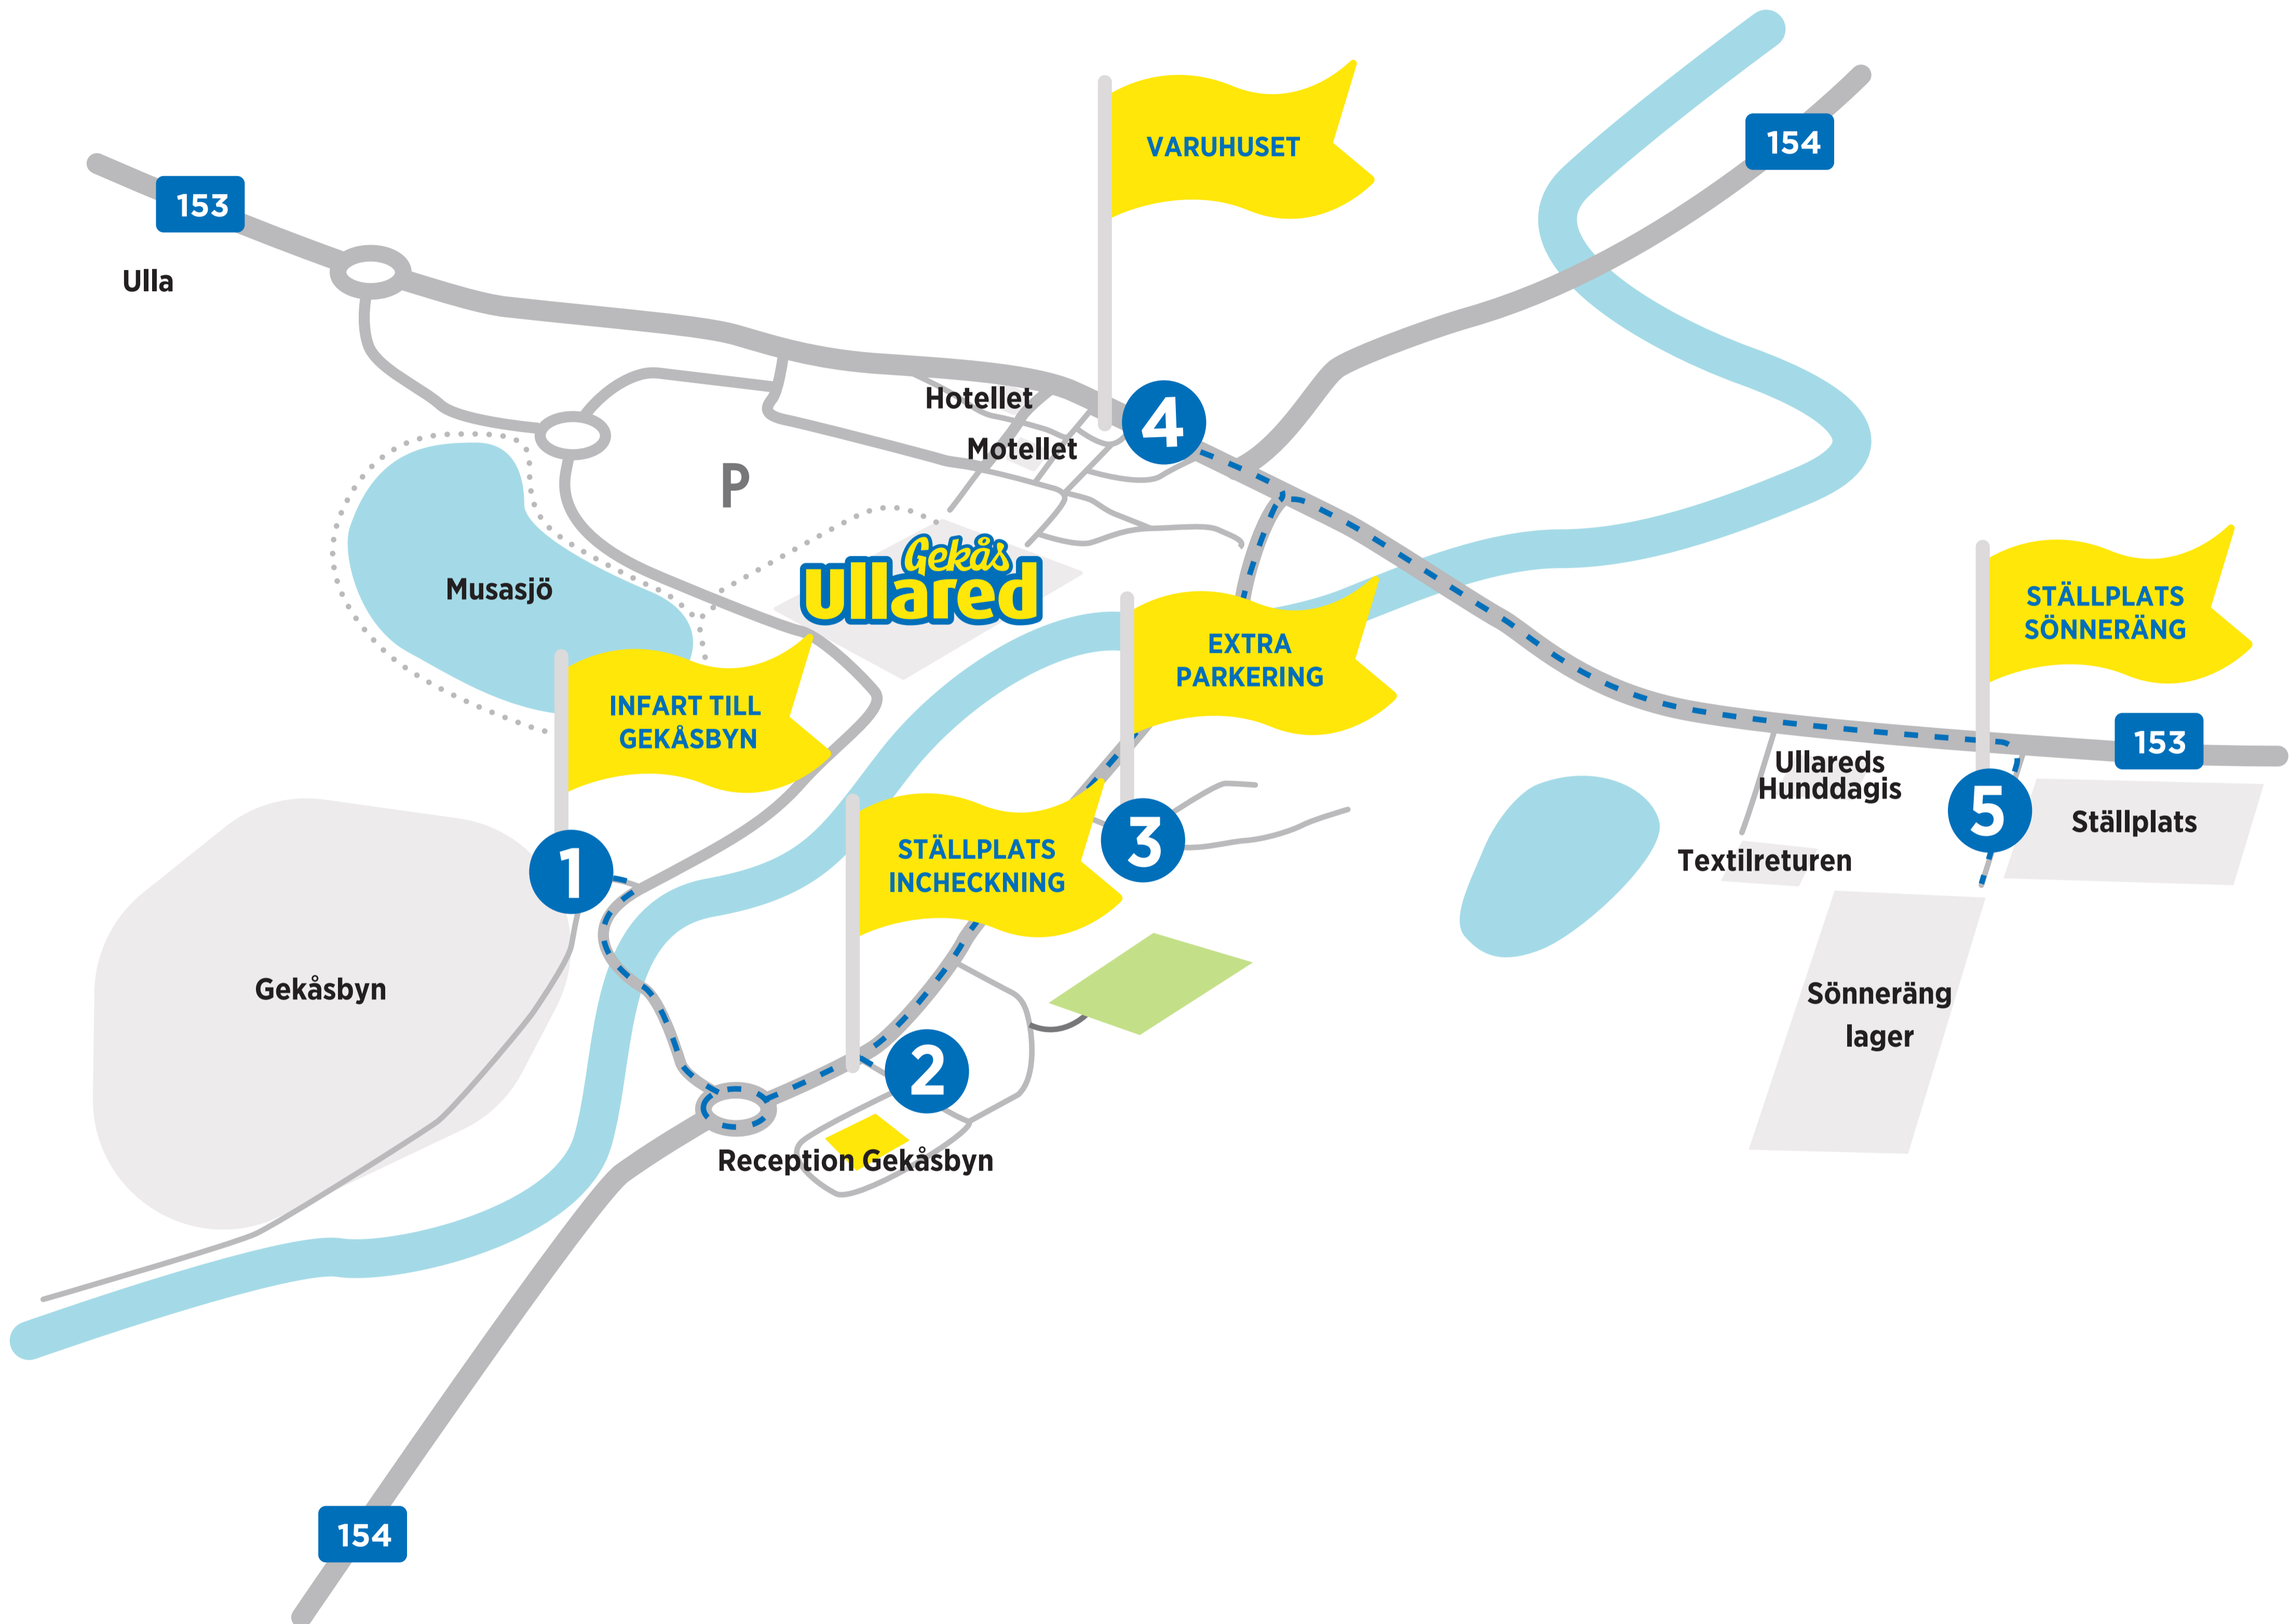 VARUHUSET
154
153
Ulla
Hotellet
4
Motellet
P
Gekås
Ullared
Musasjö
STÄLLPLATS
SÖNNERÄNG
EXTRA
PARKERING
INFART TILL
GEKÅSBYN
153
Ullareds
Hunddagis
5
Ställplats
3
STÄLLPLATS
INCHECKNING
Textilreturen
1
Gekåsbyn
Sönneräng
lager
2
Reception Gekåsbyn
154